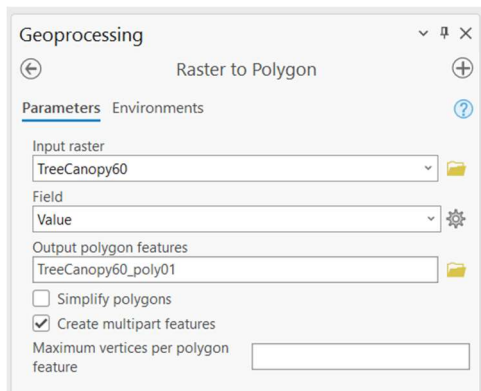 Geoprocessing
Raster to Polygon
Parameters Environments
Input raster
TreeCanopy60
Field
Value
Output polygon features
TreeCanopy60_poly01
Simplify polygons
Create multipart features
Maximum vertices per polygon
feature